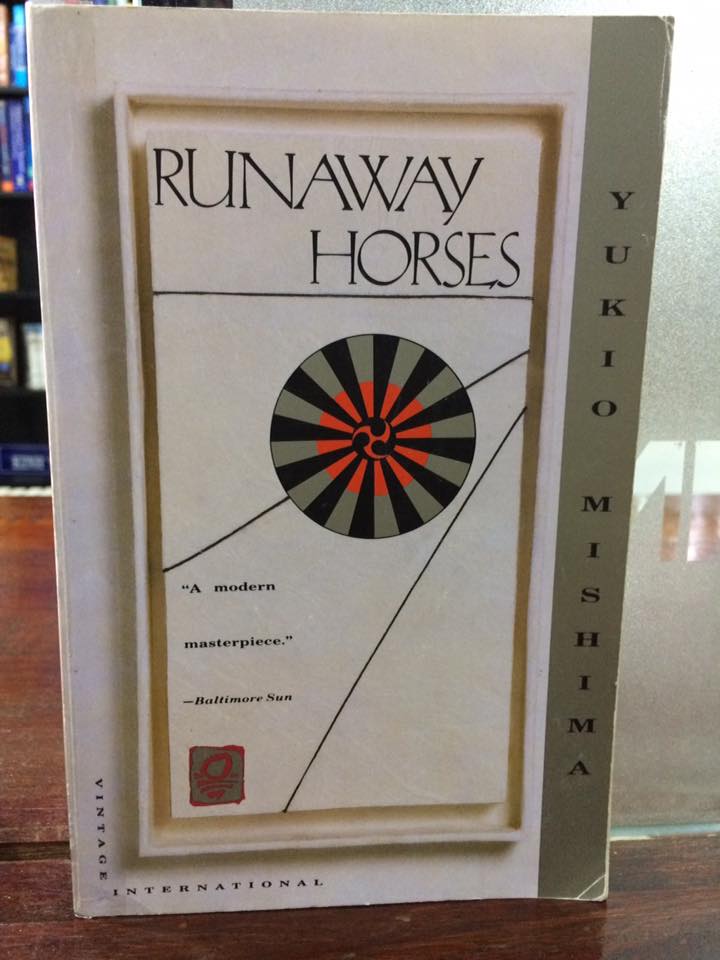 RUNAWAY
HORSES
YUKIO MISHIMA
“A modern
masterpiece.”
—Baltimore Sun
VINTAGE
INTERNATIONAL